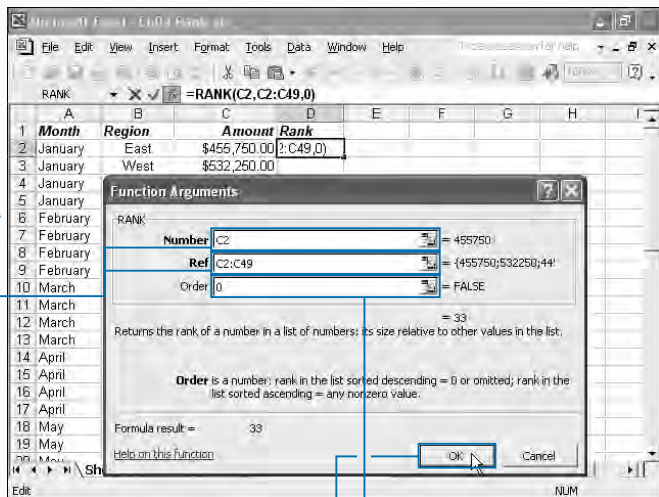 File Edit View Insert Format Tools Data Window Help
RANK =RANK(C2,C2:C49,0)
A B C D E F G H I
1 Month Region Amount Rank
2 January East $455,750.00 2:C49,0)
3 January West $532,250.00
4 January
5 January
6 February
7 February
8 February
9 February
10 March
11 March
12 March
13 March
14 April
15 April
16 April
17 April
18 May
19 May
Function Arguments
RANK
Number C2 = 455750
Ref C2:C49 = {455750;532250;44!
Order 0 = FALSE
= 33
Returns the rank of a number in a list of numbers: its size relative to other values in the list.
Order is a number: rank in the list sorted descending = 0 or omitted; rank in the
list sorted ascending = any nonzero value.
Formula result = 33
Help on this function OK Cancel
Sh
Edit NUM